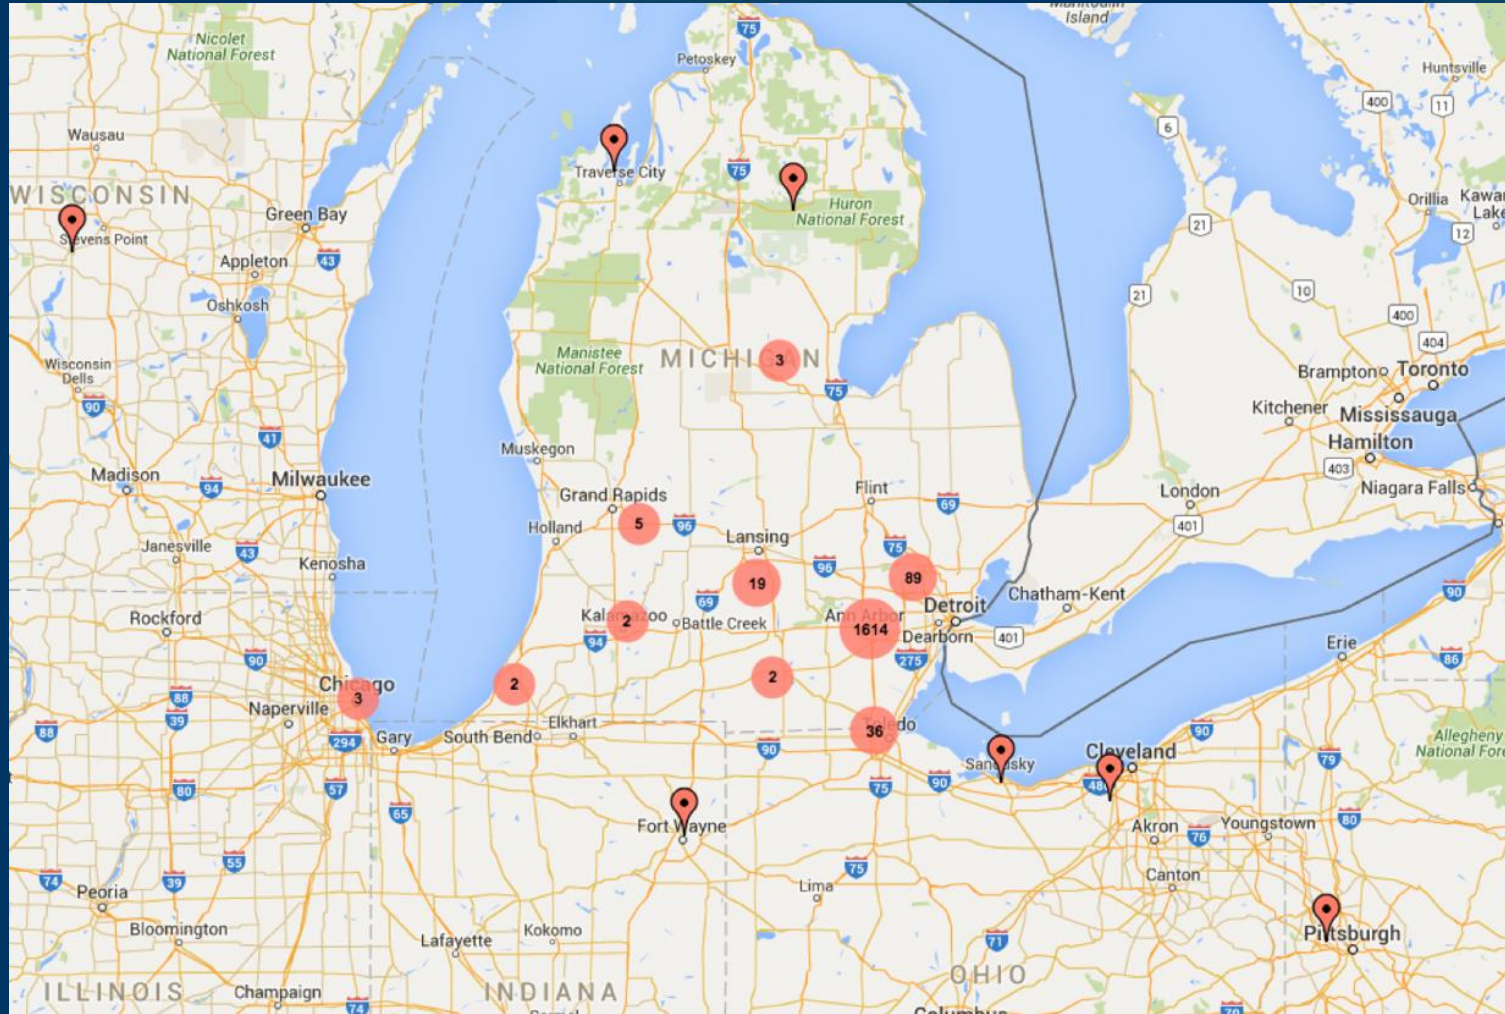 Manitoulin
Island
75
Nicolet
National Forest
Petoskey
Huntsville
400
11
6
Wausau
Traverse City
75
WISCONSIN
Huron
National Forest
Orillia
12
21
Green Bay
Stevens Point
Appleton
43
21
10
Oshkosh
400
404
Manistee
National Forest
MICHIGAN
3
Wisconsin
Dells
75
Brampton
Toronto
90
Kitchener
Mississauga
41
Hamilton
Muskegon
403
Madison
94
Milwaukee
Flint
Niagara Falls
Grand Rapids
London
69
5
96
Holland
401
Lansing
Janesville
43
75
Kenosha
96
89
19
90
Chatham-Kent
69
Rockford
Kalamazoo
2
Battle Creek
Ann Arbor
1614
Detroit
Dearborn
401
94
Erie
90
275
86
Chicago
2
2
88
3
Naperville
39
88
Elkhart
36
Toledo
90
Gary
South Bend
294
90
Cleveland
Allegheny
79
Sandusky
80
57
75
90
480
65
Fort Wayne
Akron
76
Youngstown
80
55
75
74
39
Lima
Canton
Peoria
Bloomington
Kokomo
Lafayette
71
Pittsburgh
OHIO
ILLINOIS
Champaign
INDIANA
74
Columbus